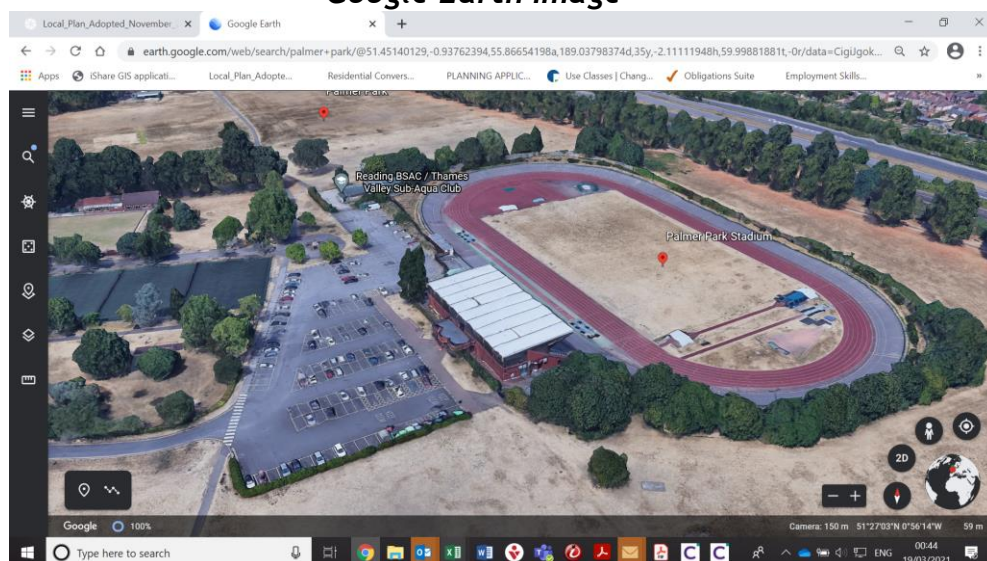 Google Earth Image
Local_Plan_Adopted_November_
Google Earth
earth.google.com/web/search/palmer+park/@51.45140129,-0.93762394,55.86654198a,189.03798374d,35y,-2.11111948h,59.99881881t,-0r/data=CigiJgok...
Apps
iShare GIS applicati...
Local_Plan_Adopte...
Residential Convers...
PLANNING APPLIC...
Use Classes | Chang...
Obligations Suite
Employment Skills...
Palmer Park
Reading BSAC / Thames
Valley Sub-Aqua Club
Palmer Park Stadium
2D
Google
100%
Camera: 150 m 51°27'03"N 0°56'14"W 59 m
Type here to search
ENG
00:44
19/03/2021